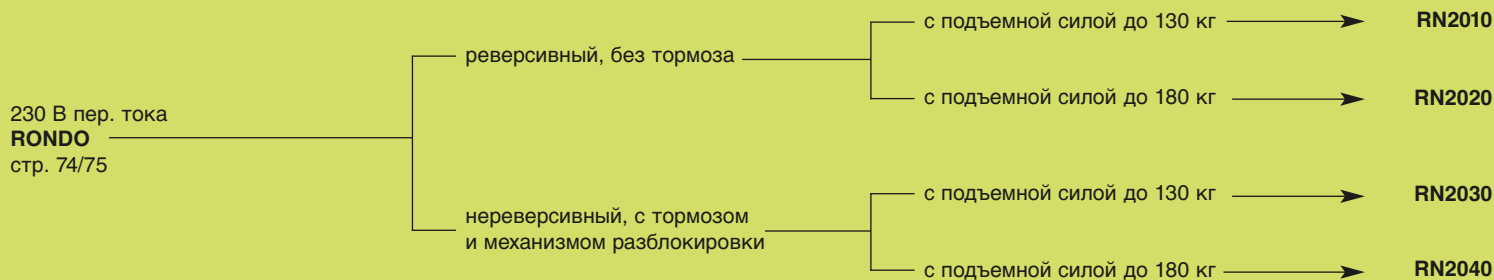 с подъемной силой до 130 кг RN2010
реверсивный, без тормоза
с подъемной силой до 180 кг RN2020
230 В пер. тока
RONDO
стр. 74/75
с подъемной силой до 130 кг RN2030
нереверсивный, с тормозом
и механизмом разблокировки
с подъемной силой до 180 кг RN2040